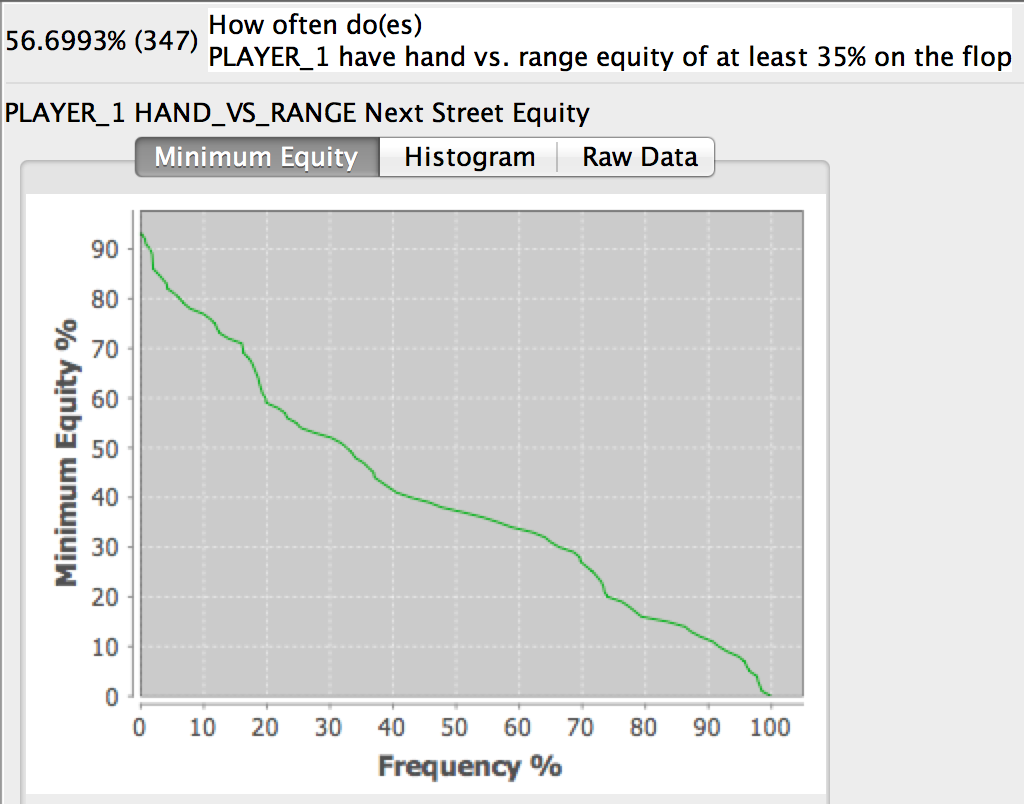 56.6993% (347)
How often do(es)
PLAYER_1 have hand vs. range equity of at least 35% on the flop
PLAYER_1 HAND_VS_RANGE Next Street Equity
Minimum Equity Histogram Raw Data
Minimum Equity %
90
80
70
60
50
40
30
20
10
0
0 10 20 30 40 50 60 70 80 90 100
Frequency %